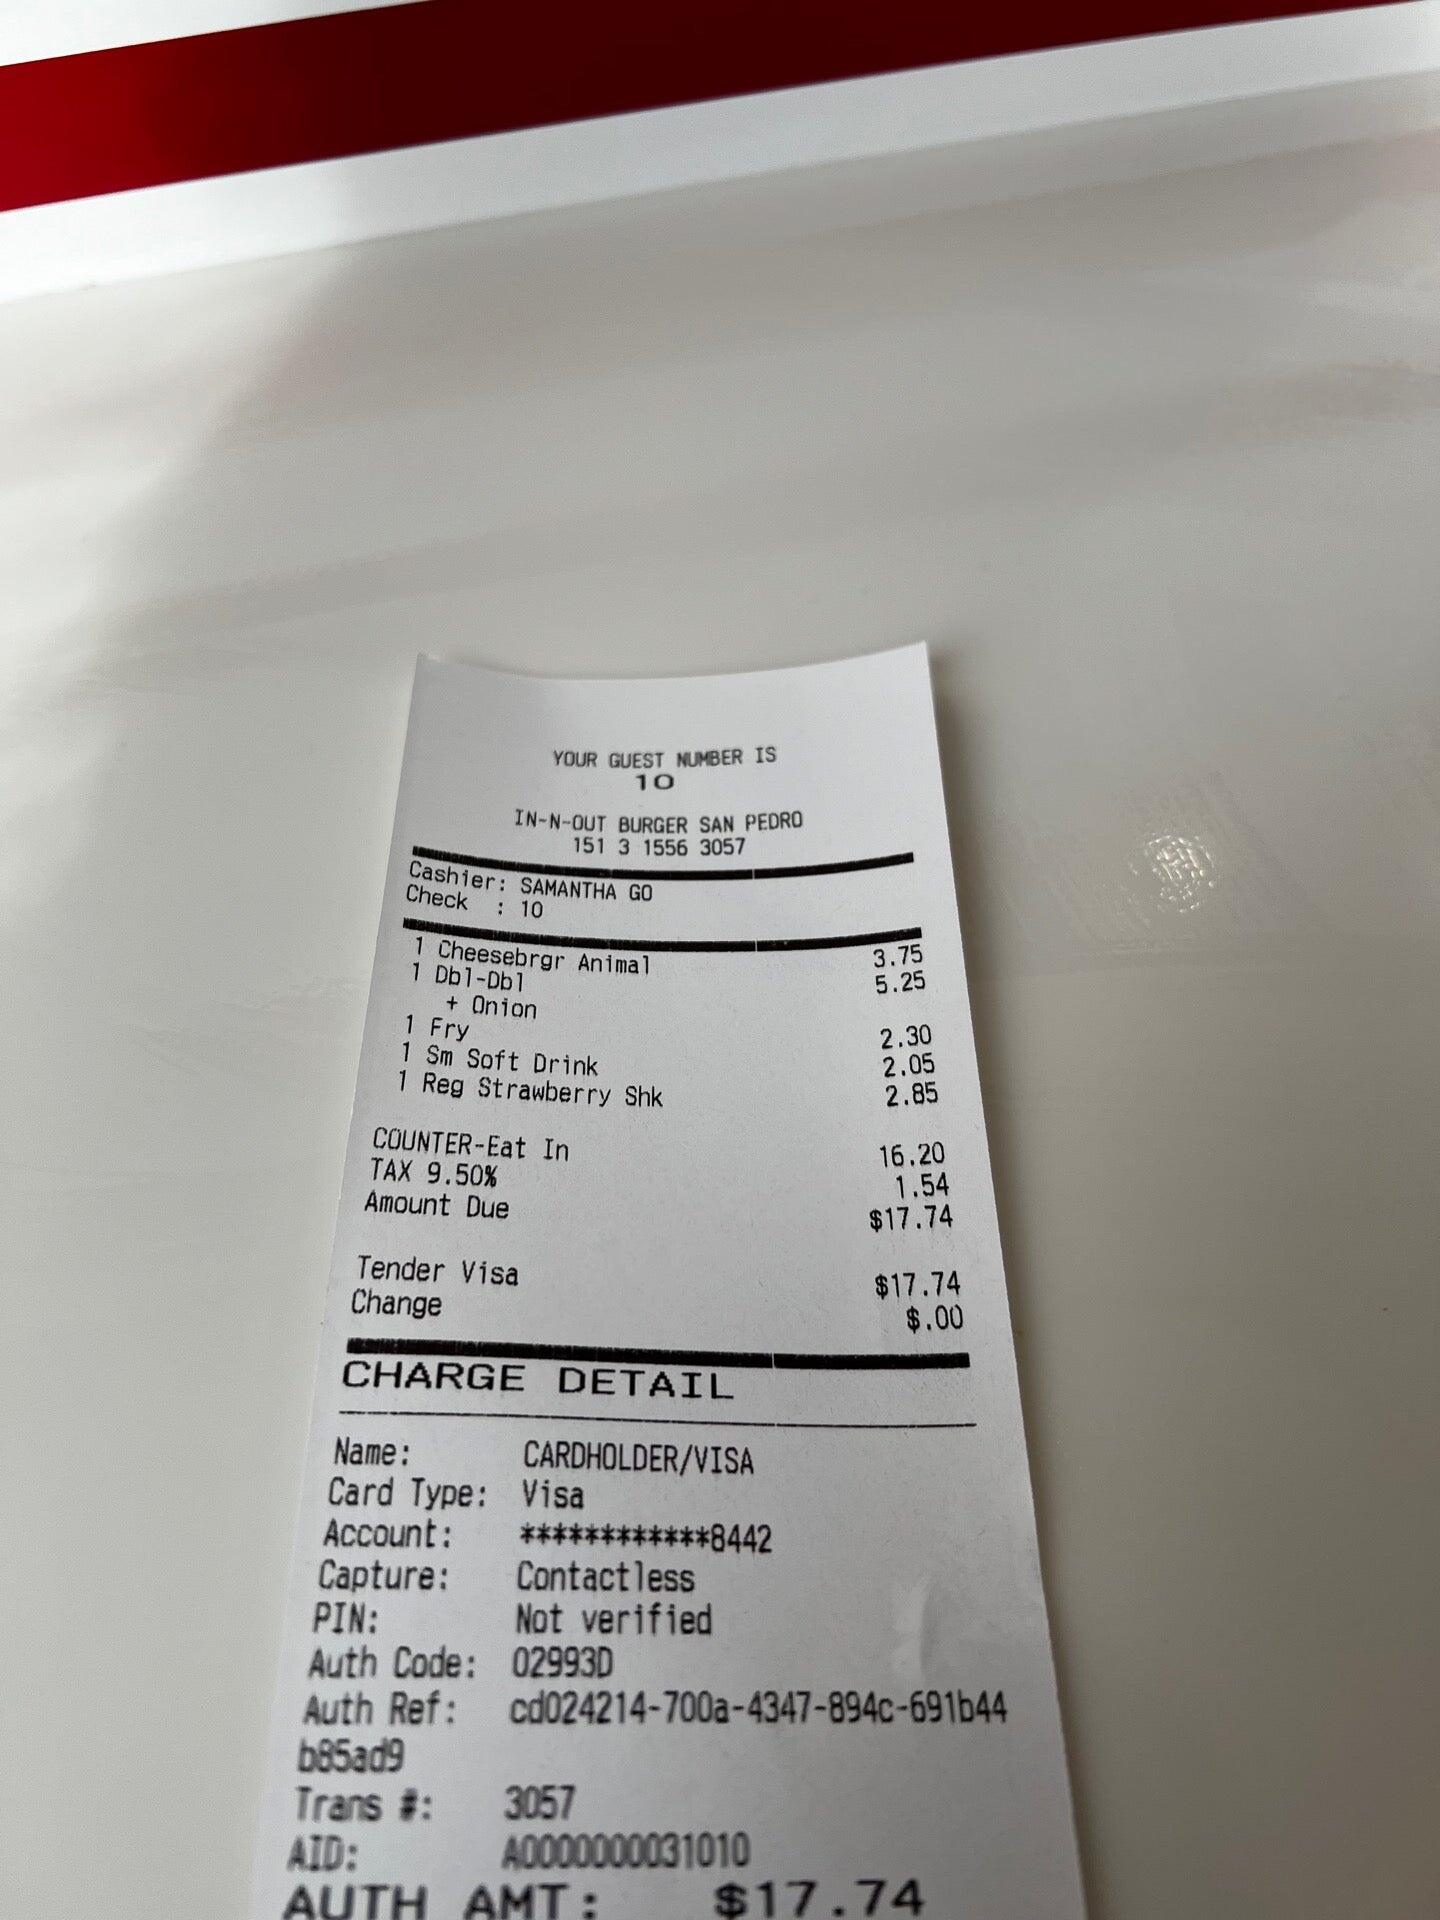 YOUR GUEST NUMBER IS
10
IN-N-OUT BURGER SAN PEDRO
151 3 1556 3057
Cashier: SAMANTHA GO
Check : 10
1 Cheesebrgr Animal 3.75
1 Dbl-Dbl 5.25
+ Onion
1 Fry 2.30
1 Sm Soft Drink 2.05
1 Reg Strawberry Shk 2.85
COUNTER-Eat In 16.20
TAX 9.50% 1.54
Amount Due $17.74
Tender Visa $17.74
Change $.00
CHARGE DETAIL
Name: CARDHOLDER/VISA
Card Type: Visa
Account: ************8442
Capture: Contactless
PIN: Not verified
Auth Code: 02993D
Auth Ref: cd024214-700a-4347-894c-691b44
b85ad9
Trans #: 3057
AID: A0000000031010
AUTH AMT: $17.74